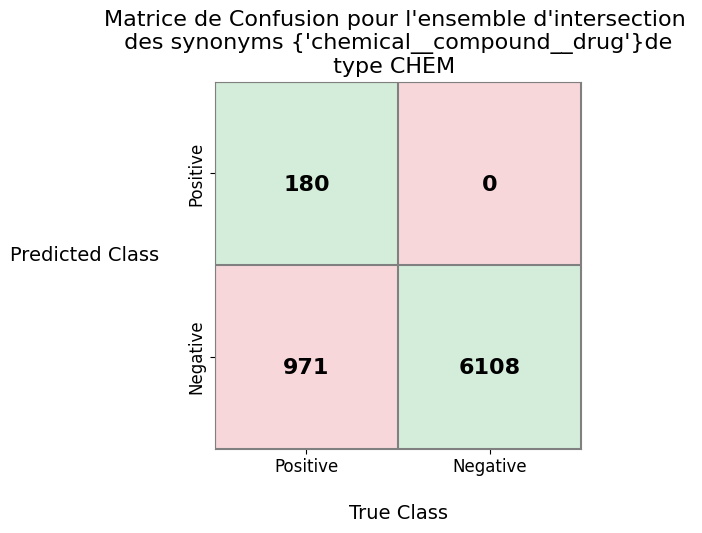 Matrice de Confusion pour l'ensemble d'intersection
des synonyms {'chemical__compound__drug'}de
type CHEM
Positive
180
0
Predicted Class
Negative
971
6108
Positive
Negative
True Class